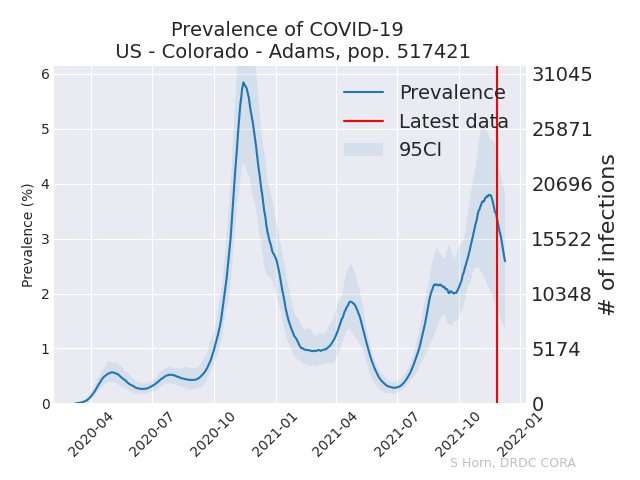 Prevalence of COVID-19
US - Colorado - Adams, pop. 517421
Prevalence
Latest data
95CI
Prevalence (%)
6
5
4
3
2
1
0
31045
25871
20696
15522
10348
5174
0
# of infections
2020-04
2020-07
2020-10
2021-01
2021-04
2021-07
2021-10
2022-01
S Horn, DRDC CORA